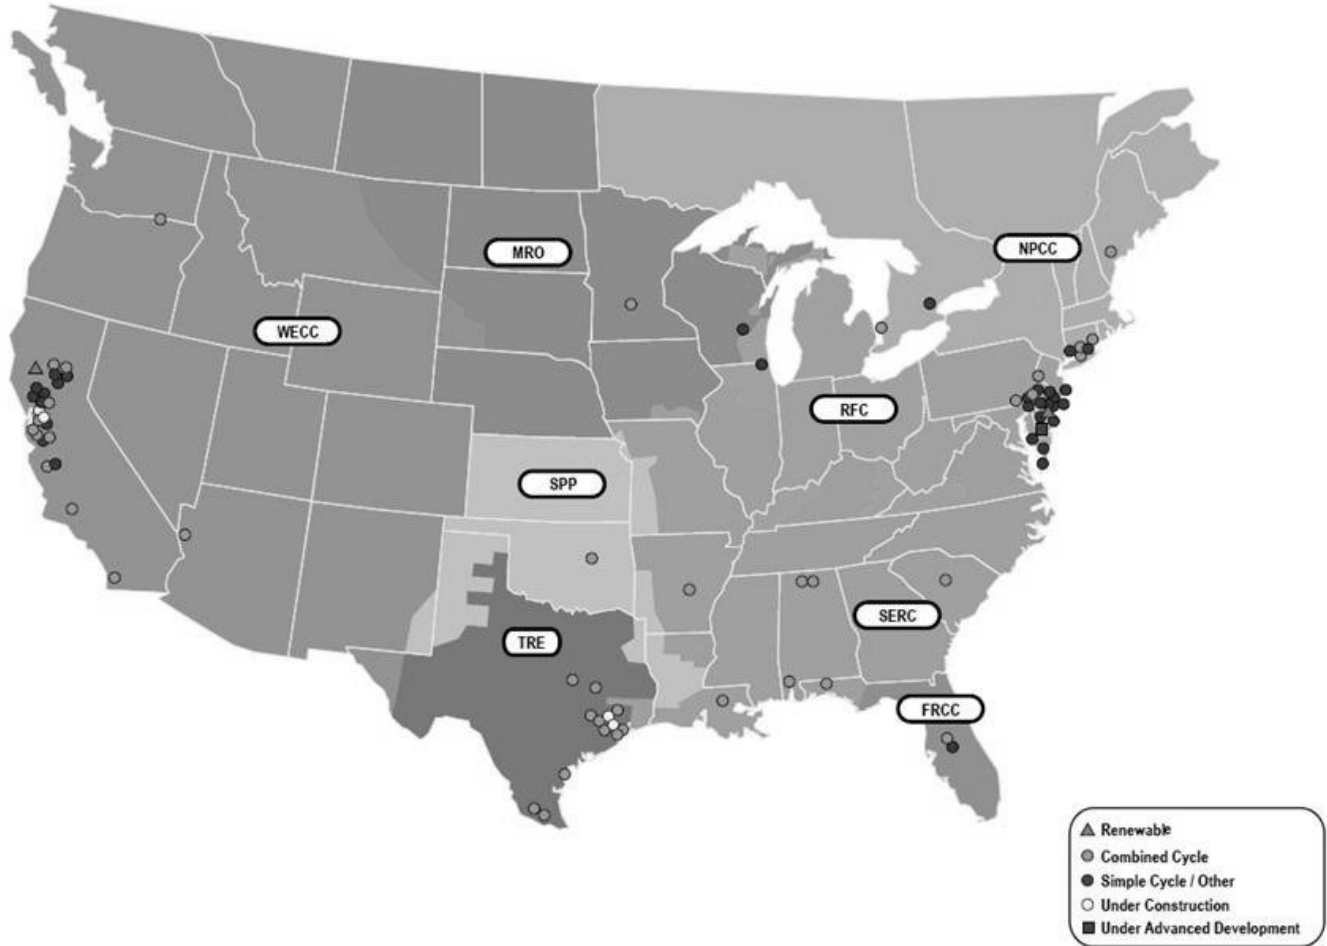 MRO
NPCC
WECC
RFC
SPP
SERC
TRE
FRCC
Renewable
Combined Cycle
Simple Cycle / Other
Under Construction
Under Advanced Development